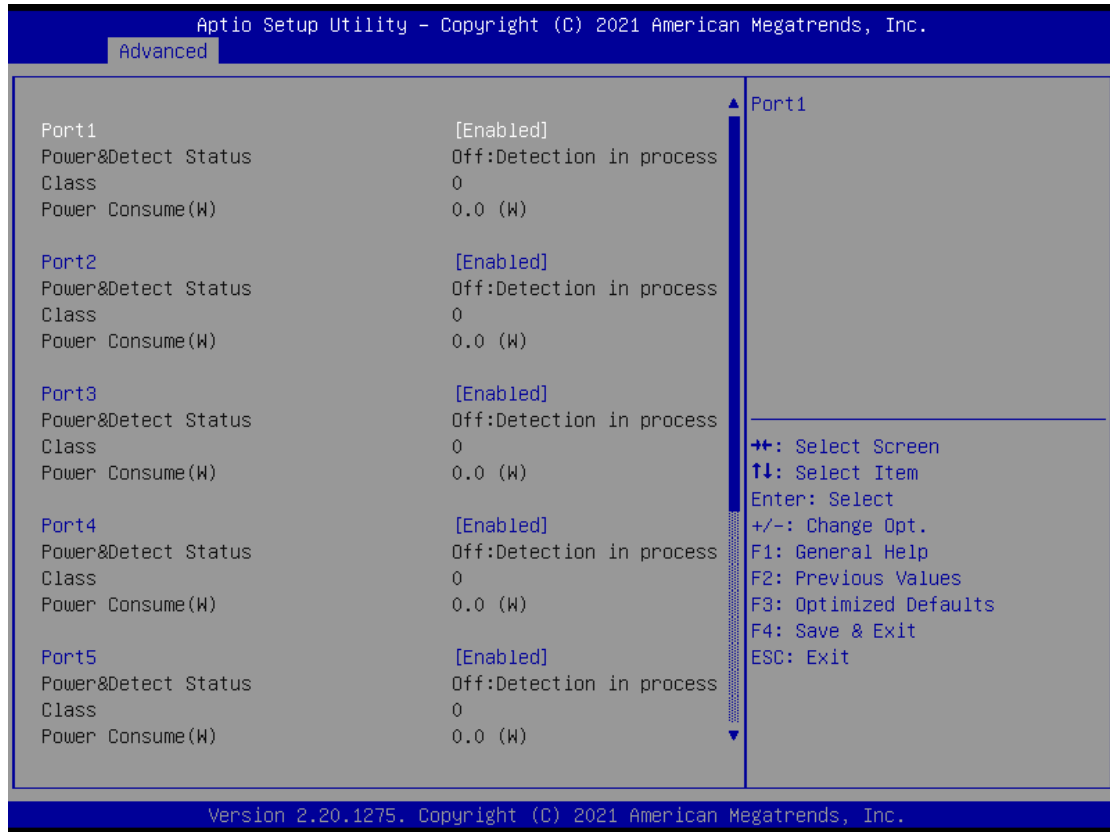 Aptio Setup Utility – Copyright (C) 2021 American Megatrends, Inc.
Advanced
Port1 [Enabled]
Power&Detect Status Off:Detection in process
Class 0
Power Consume(W) 0.0 (W)
Port2 [Enabled]
Power&Detect Status Off:Detection in process
Class 0
Power Consume(W) 0.0 (W)
Port3 [Enabled]
Power&Detect Status Off:Detection in process
Class 0
Power Consume(W) 0.0 (W)
Port4 [Enabled]
Power&Detect Status Off:Detection in process
Class 0
Power Consume(W) 0.0 (W)
Port5 [Enabled]
Power&Detect Status Off:Detection in process
Class 0
Power Consume(W) 0.0 (W)
Port1
→←: Select Screen
↑↓: Select Item
Enter: Select
+/-: Change Opt.
F1: General Help
F2: Previous Values
F3: Optimized Defaults
F4: Save & Exit
ESC: Exit
Version 2.20.1275. Copyright (C) 2021 American Megatrends, Inc.